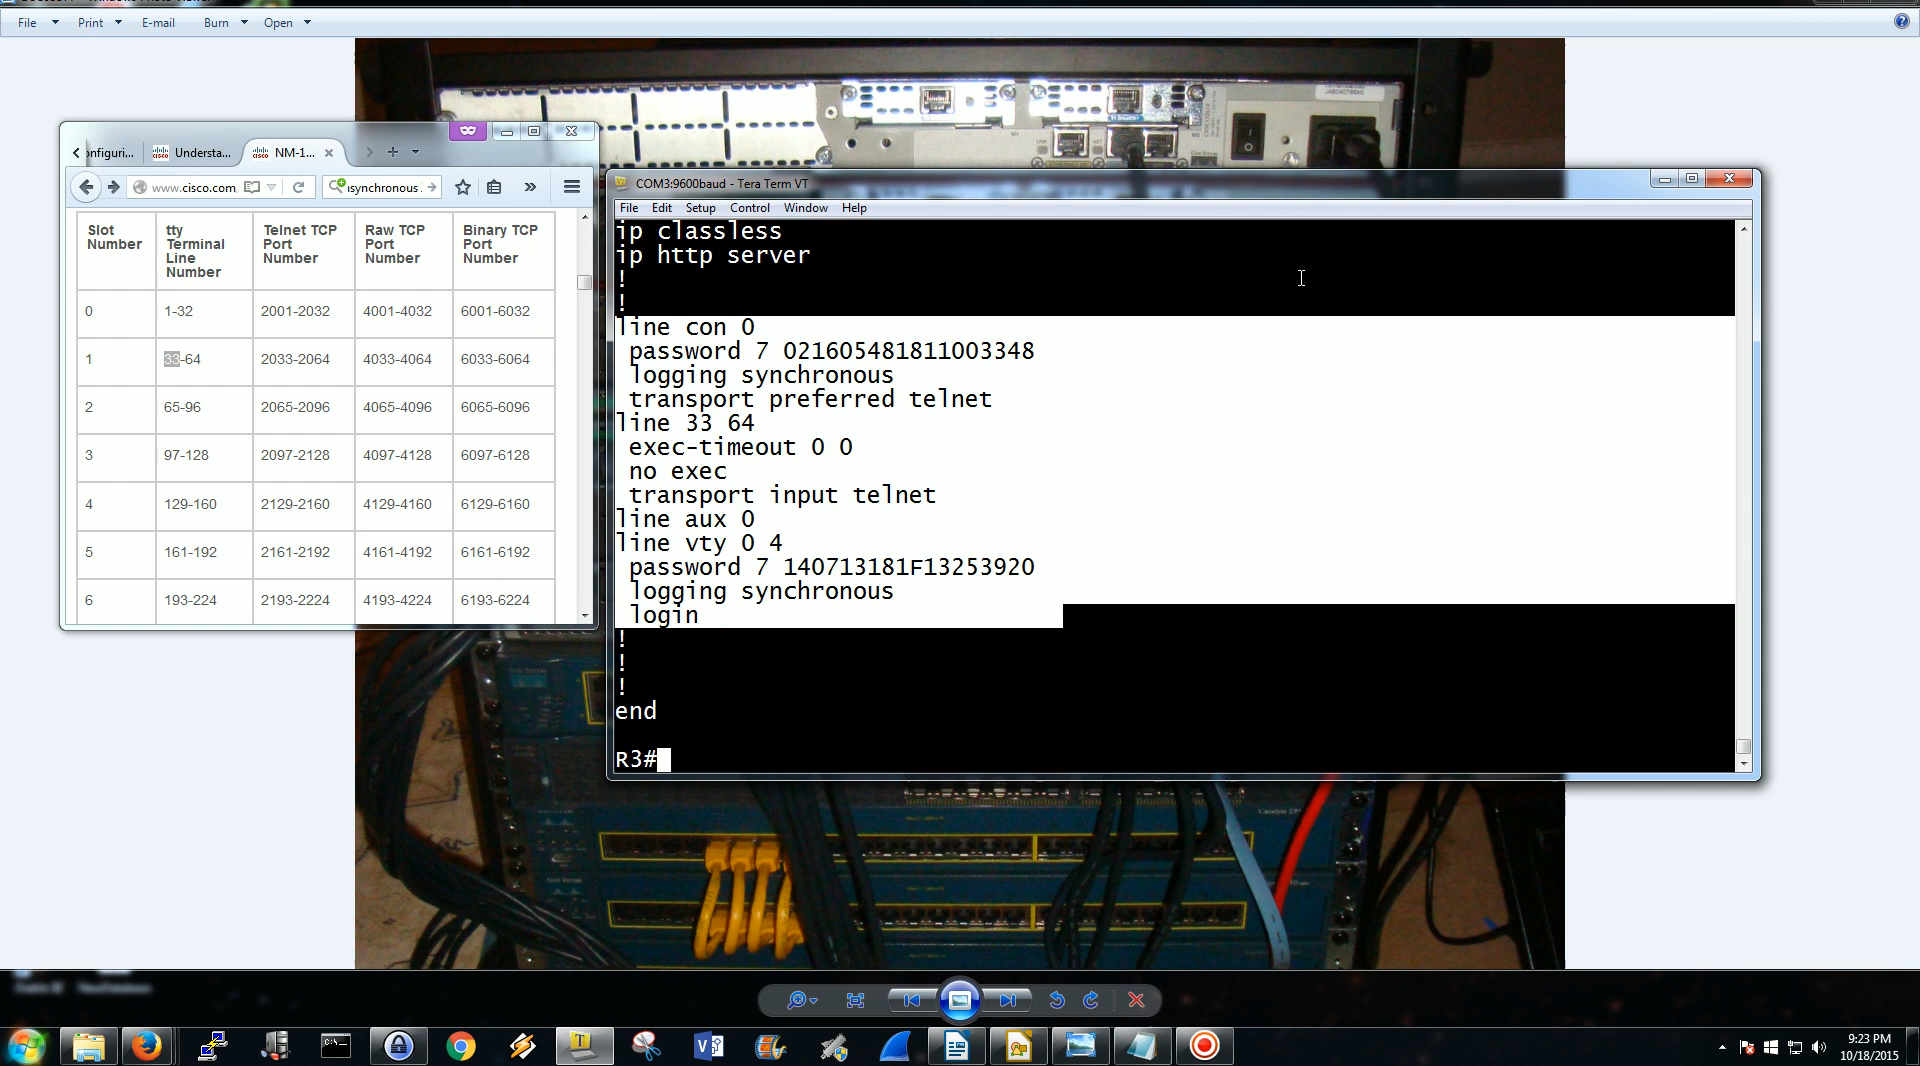 File Print E-mail Burn Open
onfiguri... Understa... NM-1...
www.cisco.com
synchronous
Slot Number
tty Terminal Line Number
Telnet TCP Port Number
Raw TCP Port Number
Binary TCP Port Number
0 1-32 2001-2032 4001-4032 6001-6032
1 33-64 2033-2064 4033-4064 6033-6064
2 65-96 2065-2096 4065-4096 6065-6096
3 97-128 2097-2128 4097-4128 6097-6128
4 129-160 2129-2160 4129-4160 6129-6160
5 161-192 2161-2192 4161-4192 6161-6192
6 193-224 2193-2224 4193-4224 6193-6224
COM3:9600baud - Tera Term VT
File Edit Setup Control Window Help
ip classless
ip http server
!
!
line con 0
password 7 021605481811003348
logging synchronous
transport preferred telnet
line 33 64
exec-timeout 0 0
no exec
transport input telnet
line aux 0
line vty 0 4
password 7 140713181F13253920
logging synchronous
login
!
!
!
end
R3#
9:23 PM
10/18/2015